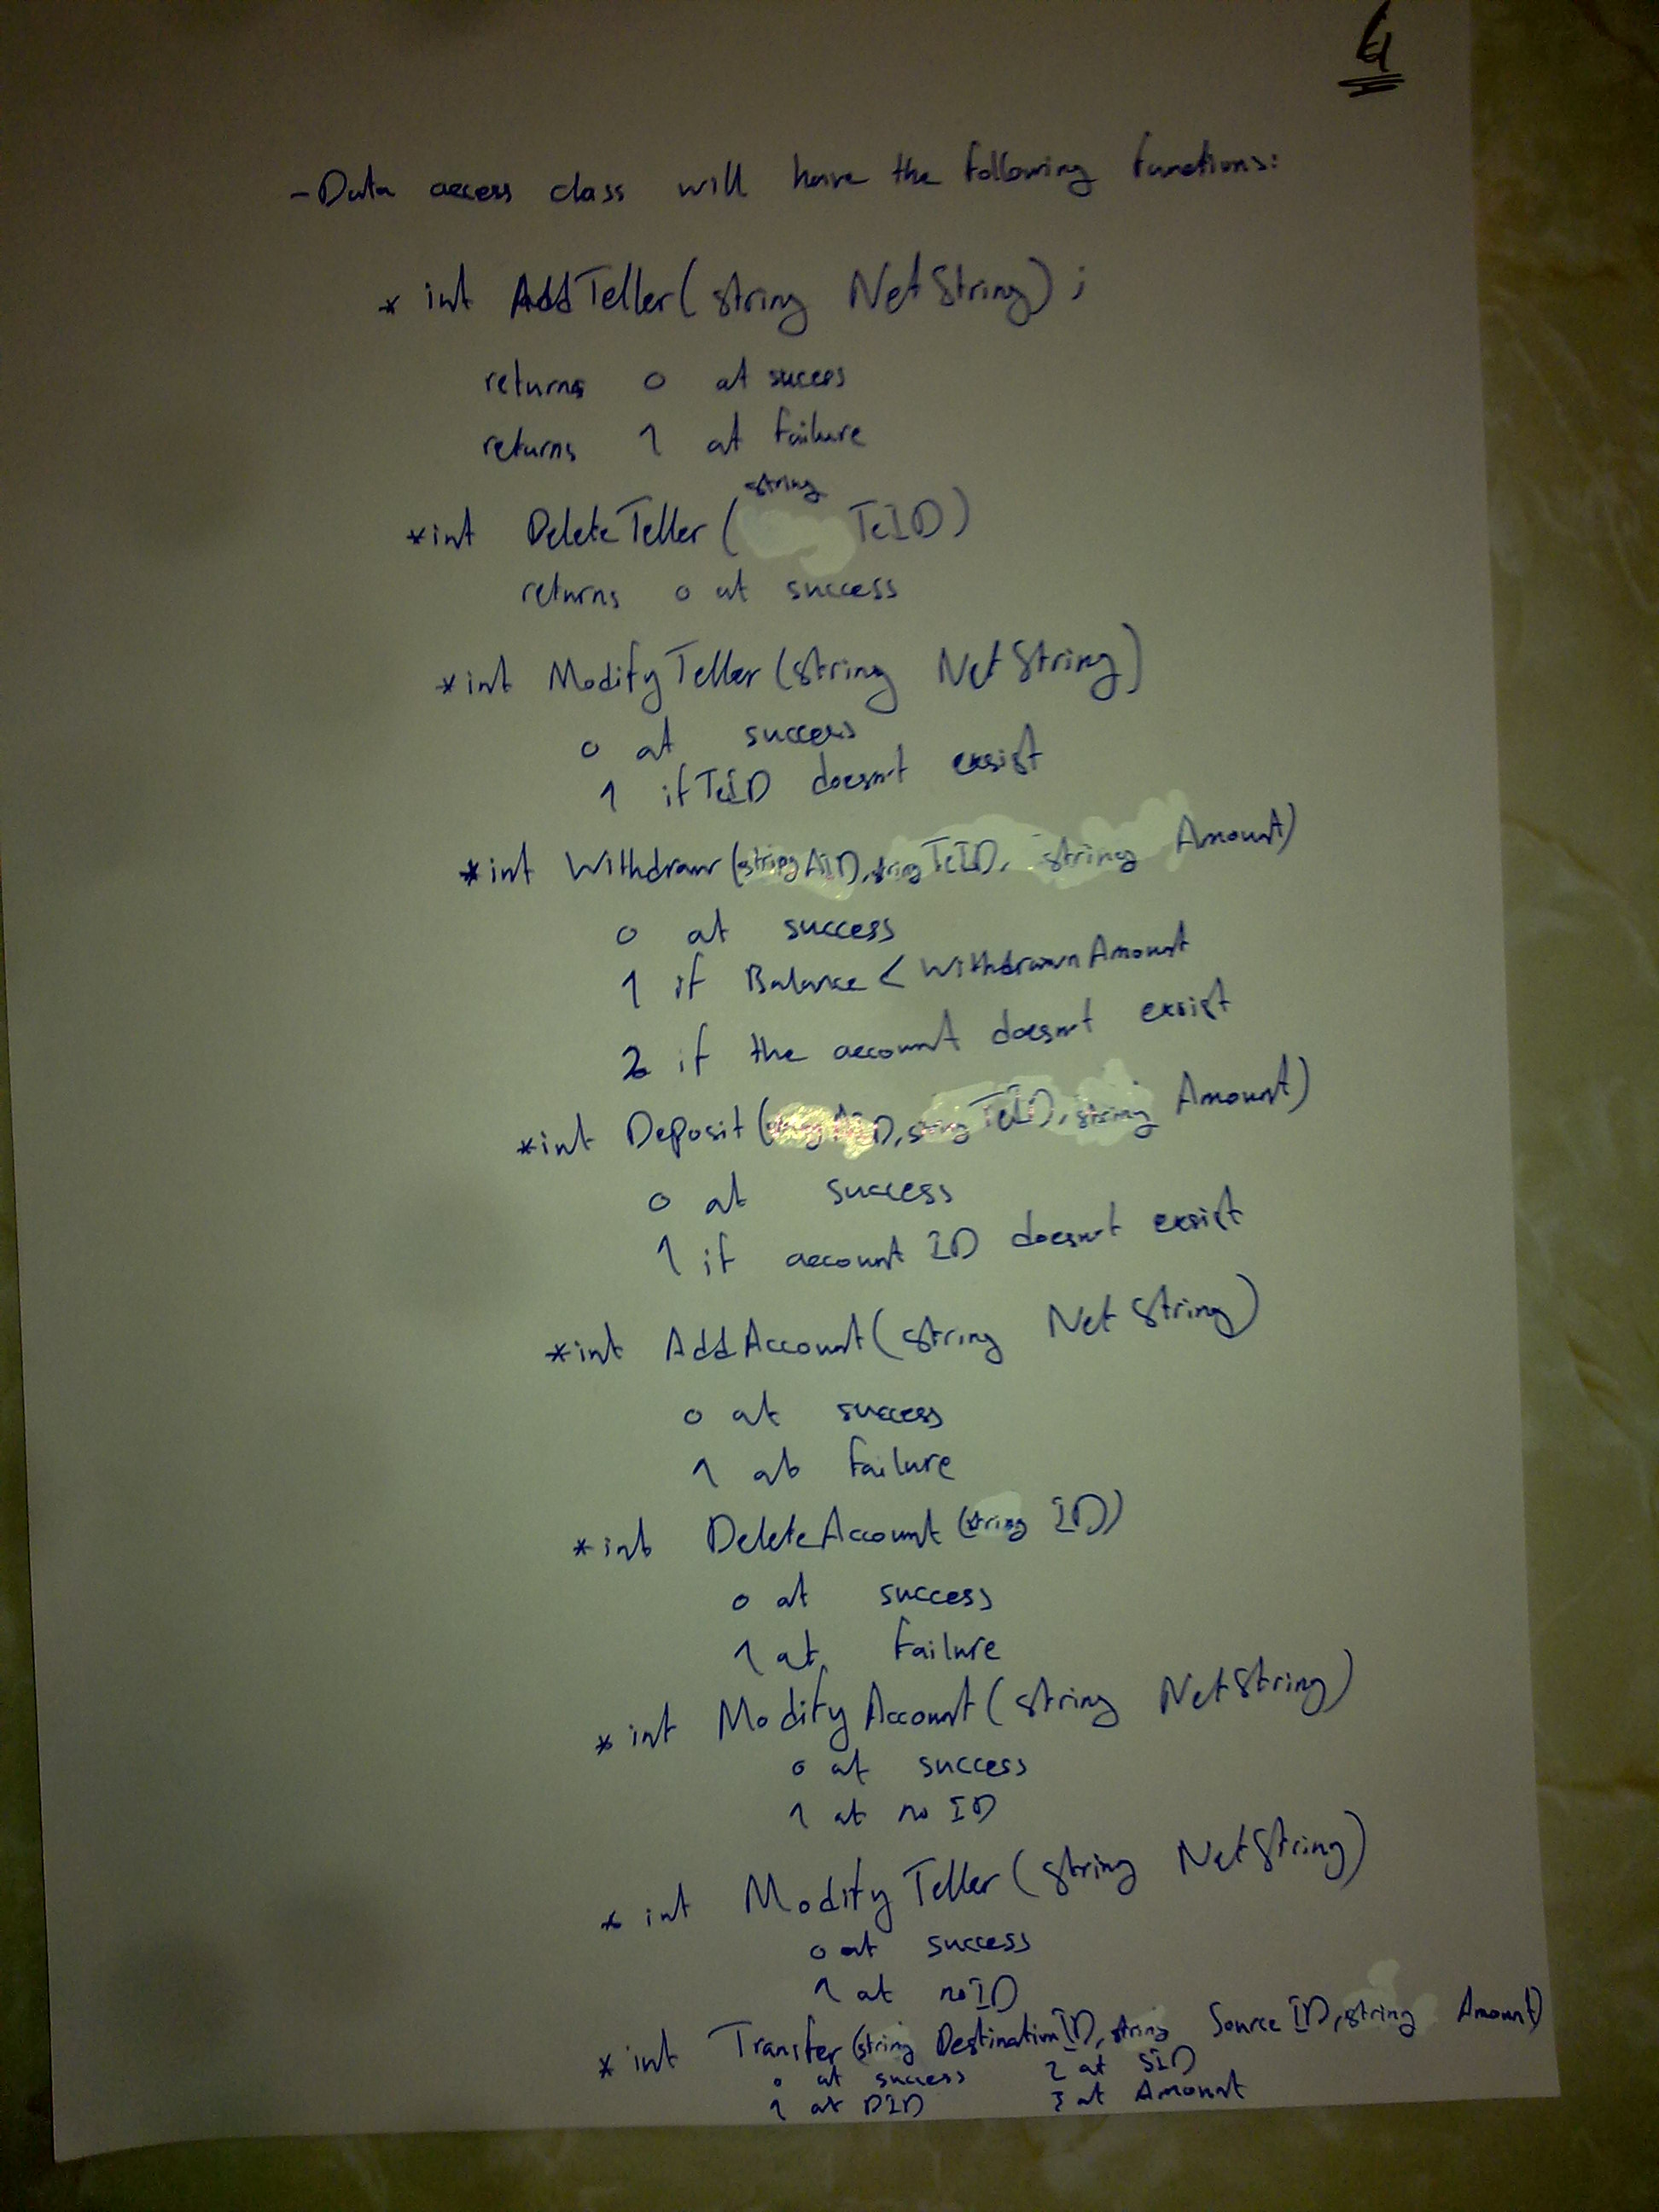 - Data access class will have the following functions:
* int AddTeller( string NetString) ;
returns 0 at success
returns 1 at failure
string
*int DeleteTeller ( TeID)
returns 0 at success
*int ModifyTeller (string NetString)
0 at success
1 if TeID doesn't exsist
*int Withdraw (string AID, string TeID, string Amount)
0 at success
1 if Balance < Withdrawn Amount
2 if the account doesn't exsist
*int Deposit (string AID, string TeID, string Amount)
0 at success
1 if account ID doesn't exsist
*int AddAccount( string NetString)
0 at success
1 at failure
*int DeleteAccount (string ID)
0 at success
1 at failure
* int ModifyAccount ( string NetString)
0 at success
1 at no ID
* int ModifyTeller ( string NetString)
0 at success
1 at no ID
* int Transfer (string DestinationID, string SourceID, string Amount)
0 at success 2 at SID
1 at DID 3 at Amount